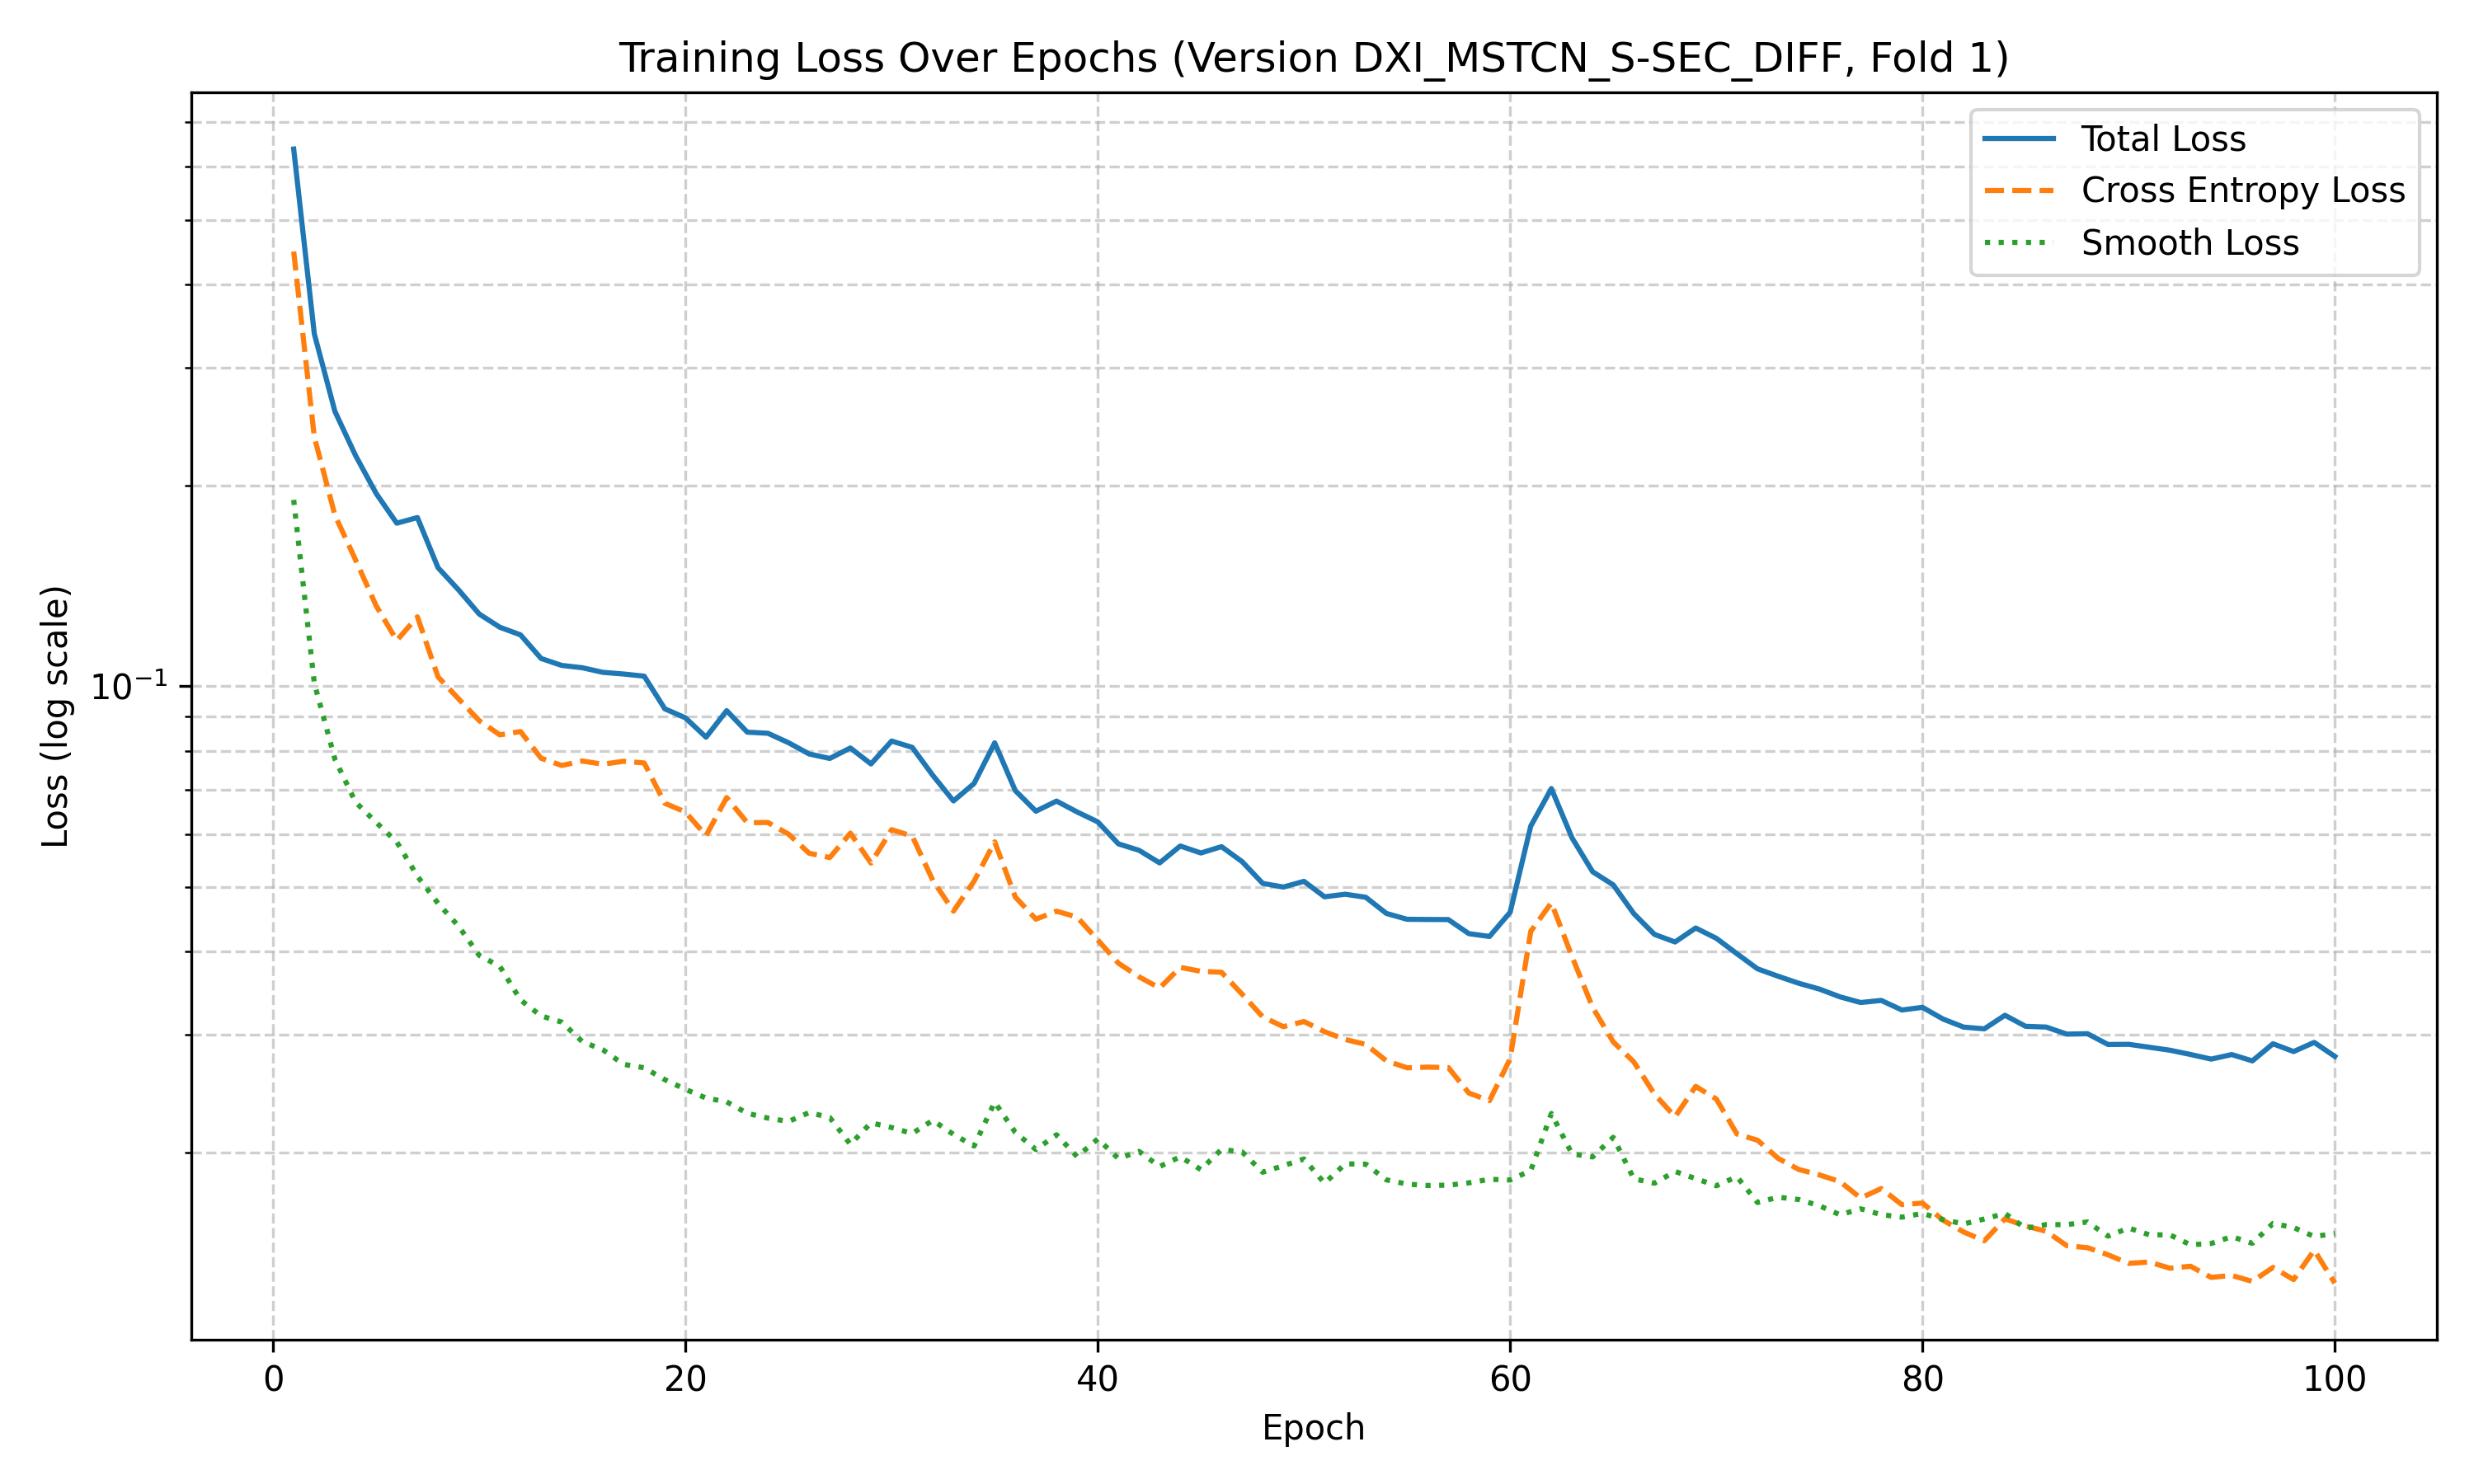 Training Loss Over Epochs (Version DXI_MSTCN_S-SEC_DIFF, Fold 1)
Total Loss
Cross Entropy Loss
Smooth Loss
Loss (log scale)
10⁻¹
0 20 40 60 80 100
Epoch